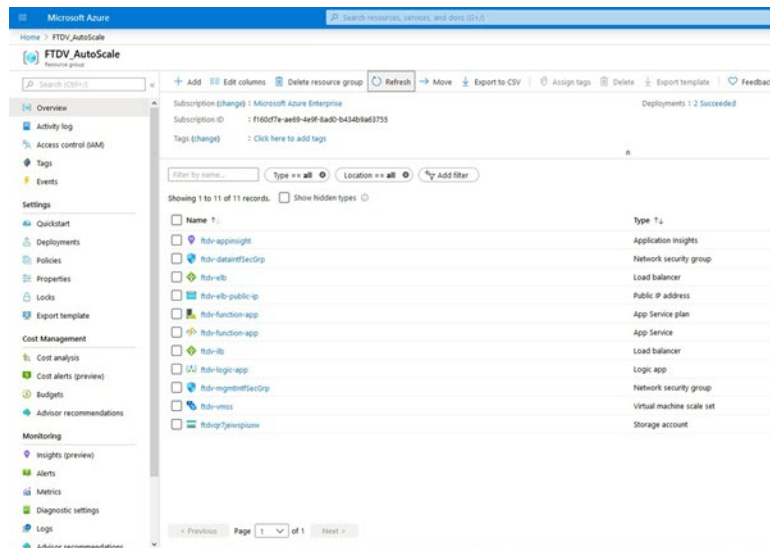 Microsoft Azure
Search resources, services, and docs (G+/)
Home > FTDV_AutoScale
FTDV_AutoScale
Resource group
Search (Ctrl+/)
Overview
Activity log
Access control (IAM)
Tags
Events
Settings
Quickstart
Deployments
Policies
Properties
Locks
Export template
Cost Management
Cost analysis
Cost alerts (preview)
Budgets
Advisor recommendations
Monitoring
Insights (preview)
Alerts
Metrics
Diagnostic settings
Logs
Advisor recommendations
Add Edit columns Delete resource group Refresh Move Export to CSV Assign tags Delete Export template Feedbac
Subscription (change) : Microsoft Azure Enterprise Deployments : 2 Succeeded
Subscription ID : f160cf7e-ae69-4e9f-8ad0-b434b9a63755
Tags (change) : Click here to add tags
Filter by name... Type == all Location == all Add filter
Showing 1 to 11 of 11 records. Show hidden types
Name Type
ftdv-appinsight Application Insights
ftdv-dataintfSecGrp Network security group
ftdv-elb Load balancer
ftdv-elb-public-ip Public IP address
ftdv-function-app App Service plan
ftdv-function-app App Service
ftdv-ilb Load balancer
ftdv-logic-app Logic app
ftdv-mgmtintfSecGrp Network security group
ftdv-vmss Virtual machine scale set
Storage account
< Previous Page 1 of 1 Next >